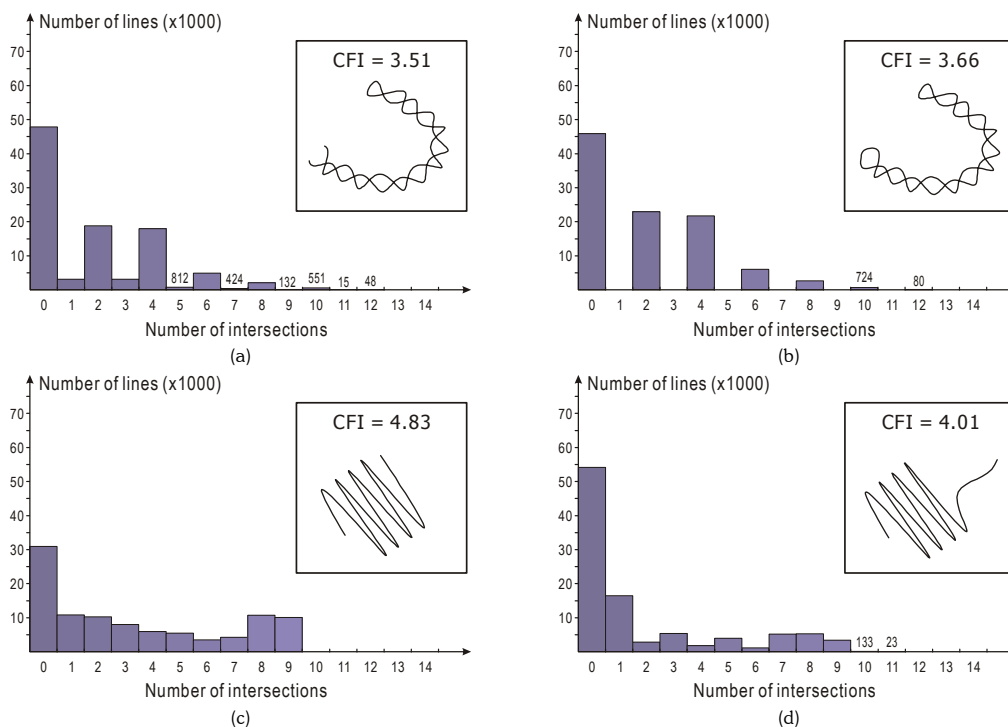 Number of lines (x1000)
CFI = 3.51
70
60
50
40
30
20
10
812
424
132
551
15
48
0 1 2 3 4 5 6 7 8 9 10 11 12 13 14
Number of intersections
(a)
Number of lines (x1000)
CFI = 3.66
70
60
50
40
30
20
10
724
80
0 1 2 3 4 5 6 7 8 9 10 11 12 13 14
Number of intersections
(b)
Number of lines (x1000)
CFI = 4.83
70
60
50
40
30
20
10
0 1 2 3 4 5 6 7 8 9 10 11 12 13 14
Number of intersections
(c)
Number of lines (x1000)
CFI = 4.01
70
60
50
40
30
20
10
133
23
0 1 2 3 4 5 6 7 8 9 10 11 12 13 14
Number of intersections
(d)